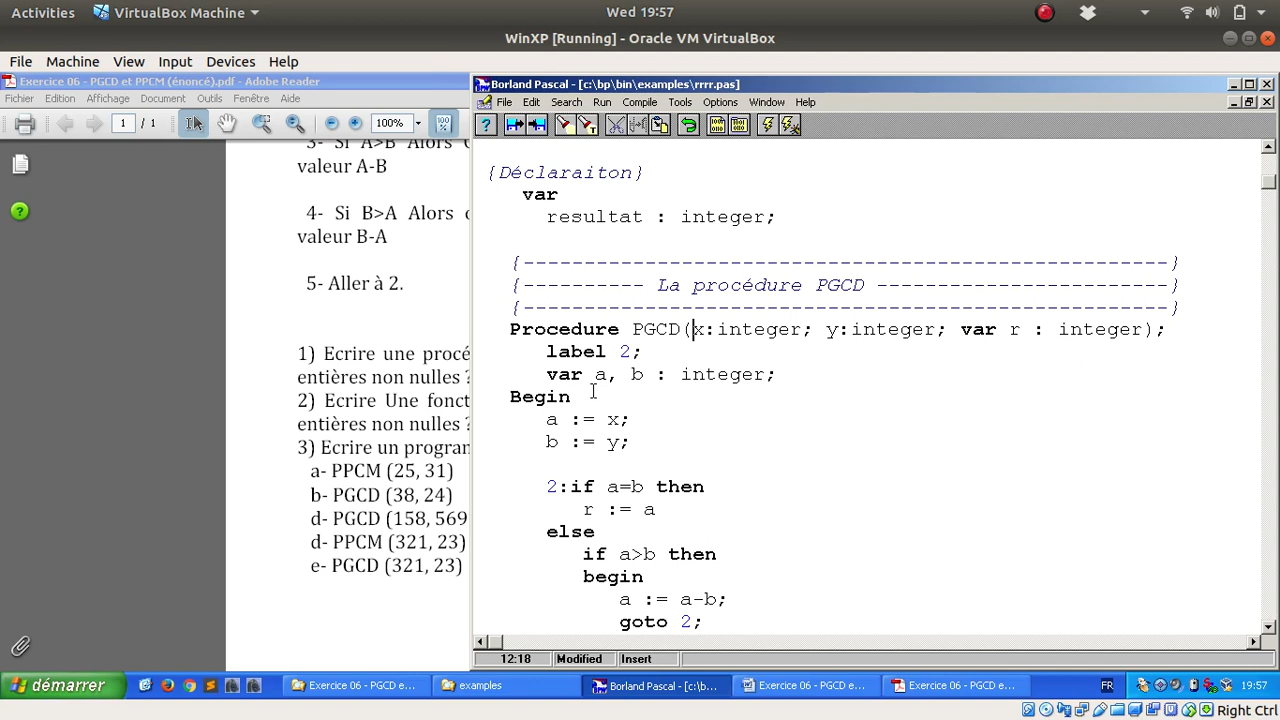 Activities VirtualBox Machine Wed 19:57
WinXP [Running] - Oracle VM VirtualBox
File Machine View Input Devices Help
Exercice 06 - PGCD et PPCM (énoncé).pdf - Adobe Reader
Fichier Edition Affichage Document Outils Fenêtre Aide
1 / 1 100%
3- Si A>B Alors C
valeur A-B
4- Si B>A Alors c
valeur B-A
5- Aller à 2.
1) Ecrire une procé
entières non nulles ?
2) Ecrire Une fonct
entières non nulles ?
3) Ecrire un program
a- PPCM (25, 31)
b- PGCD (38, 24)
d- PGCD (158, 569
d- PPCM (321, 23)
e- PGCD (321, 23)
Borland Pascal - [c:\bp\bin\examples\rrrr.pas]
File Edit Search Run Compile Tools Options Window Help
{Déclaraiton}
var
resultat : integer;
{-----------------------------------------------------}
{---------- La procédure PGCD ------------------------}
{-----------------------------------------------------}
Procedure PGCD(x:integer; y:integer; var r : integer);
label 2;
var a, b : integer;
Begin
a := x;
b := y;
2:if a=b then
r := a
else
if a>b then
begin
a := a-b;
goto 2;
12:18 Modified Insert
démarrer Exercice 06 - PGCD e... examples Borland Pascal - [c:\b... Exercice 06 - PGCD e... Exercice 06 - PGCD e... FR 19:57
Right Ctrl